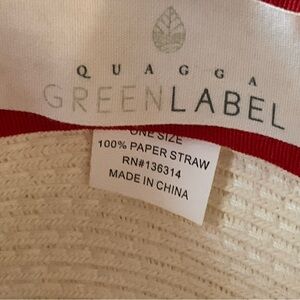 QUAGGA
GREENLABEL
ONE SIZE
100% PAPER STRAW
RN#136314
MADE IN CHINA